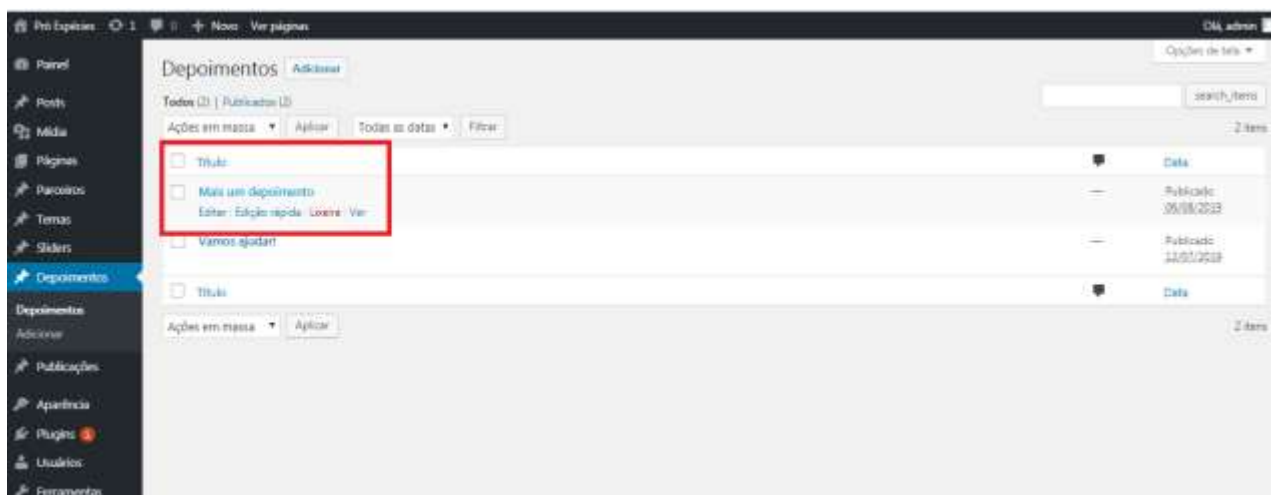 Pró Espécies 1 0 + Novo Ver páginas Olá, admin
Opções de tela
Painel
Posts
Mídia
Páginas
Parceiros
Temas
Sliders
Depoimentos
Depoimentos
Adicionar
Publicações
Aparência
Plugins 1
Usuários
Ferramentas
Depoimentos Adicionar
Todos (2) | Publicados (2)
search_items
Ações em massa Aplicar Todas as datas Filtrar 2 itens
Título Data
Mais um depoimento — Publicado
Editar Edição rápida Lixeira Ver
Vamos ajudar! — Publicado
Título Data
Ações em massa Aplicar 2 itens